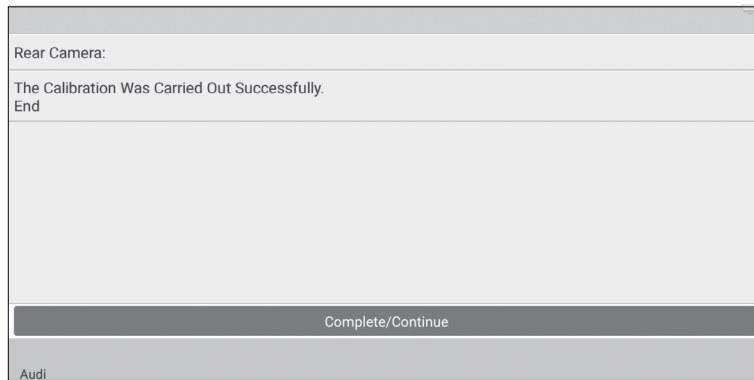 Rear Camera:
The Calibration Was Carried Out Successfully.
End
Complete/Continue
Audi